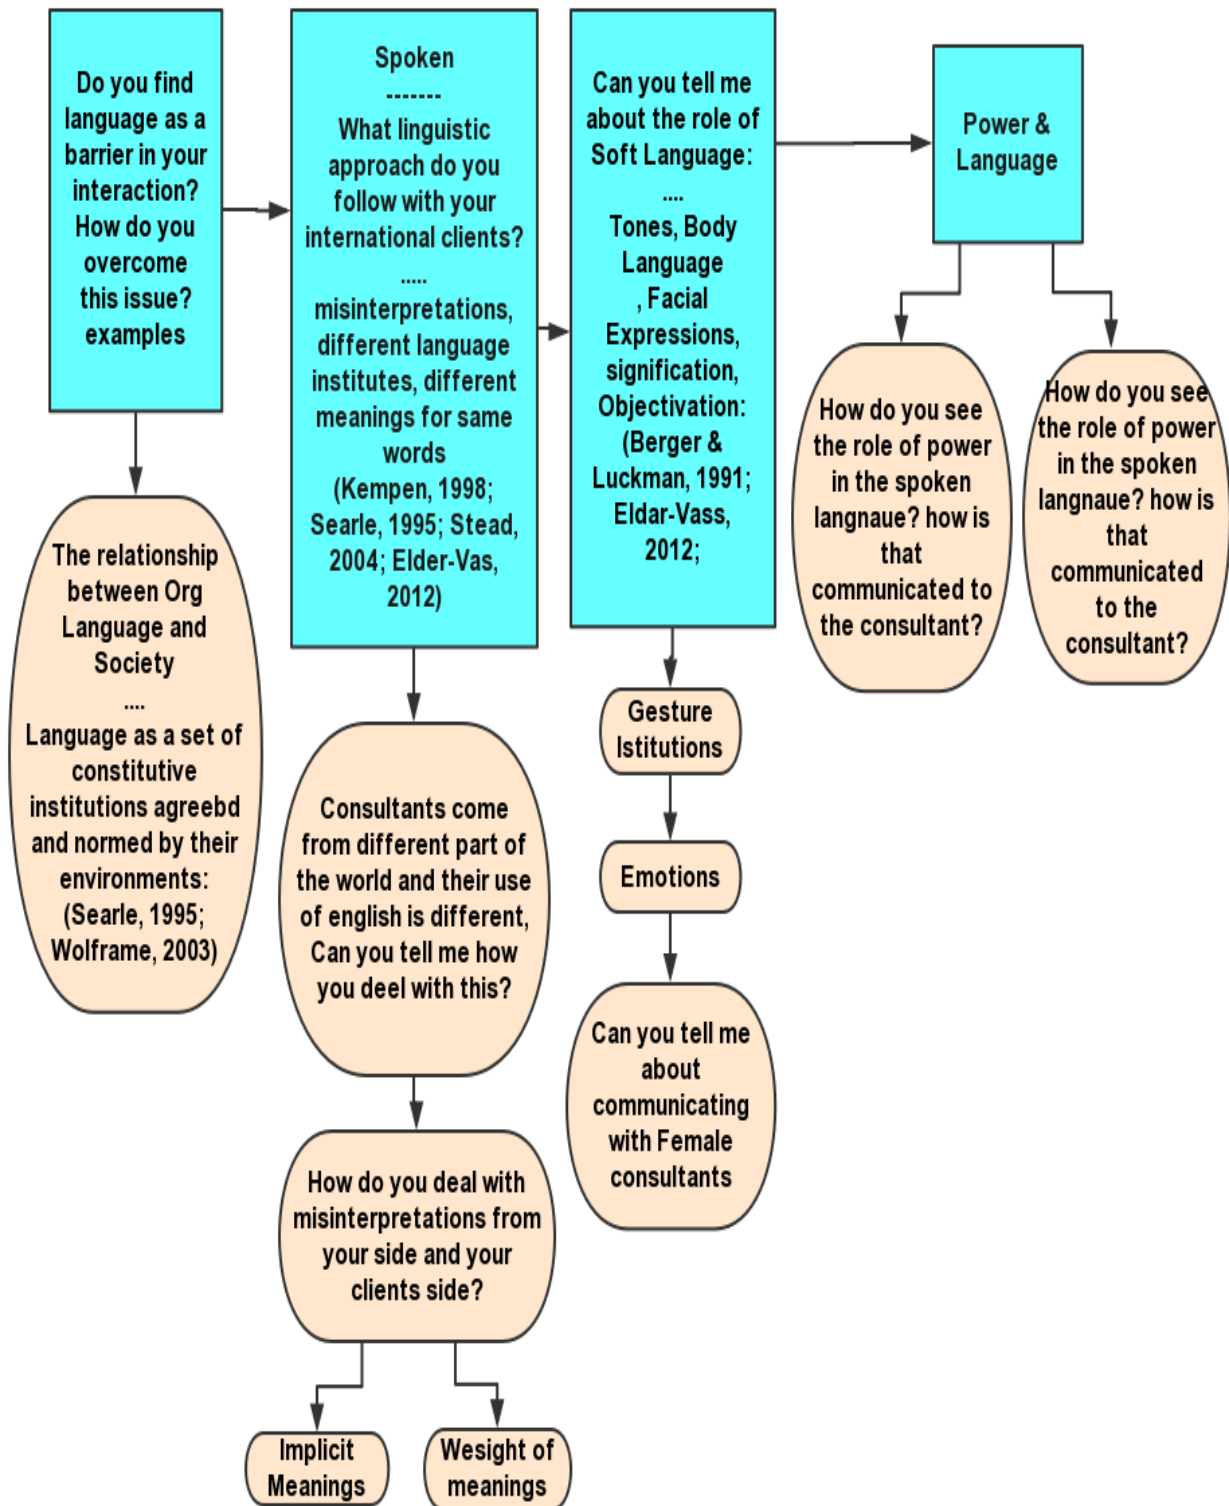 Do you find
language as a
barrier in your
interaction?
How do you
overcome
this issue?
examples
Spoken
-------
What linguistic
approach do you
follow with your
international clients?
.....
misinterpretations,
different language
institutes, different
meanings for same
words
(Kempen, 1998;
Searle, 1995; Stead,
2004; Elder-Vas,
2012)
Can you tell me
about the role of
Soft Language:
....
Tones, Body
Language
, Facial
Expressions,
signification,
Objectivation:
(Berger &
Luckman, 1991;
Eldar-Vass,
2012;
Power &
Language
How do you see
the role of power
in the spoken
langnaue? how is
that
communicated to
the consultant?
How do you see
the role of power
in the spoken
langnaue? how is
that
communicated
to the
consultant?
The relationship
between Org
Language and
Society
....
Language as a set of
constitutive
institutions agreebd
and normed by their
environments:
(Searle, 1995;
Wolframe, 2003)
Consultants come
from different part of
the world and their use
of english is different,
Can you tell me how
you deel with this?
How do you deal with
misinterpretations from
your side and your
clients side?
Implicit
Meanings
Wesight of
meanings
Gesture
Istitutions
Emotions
Can you tell me
about
communicating
with Female
consultants